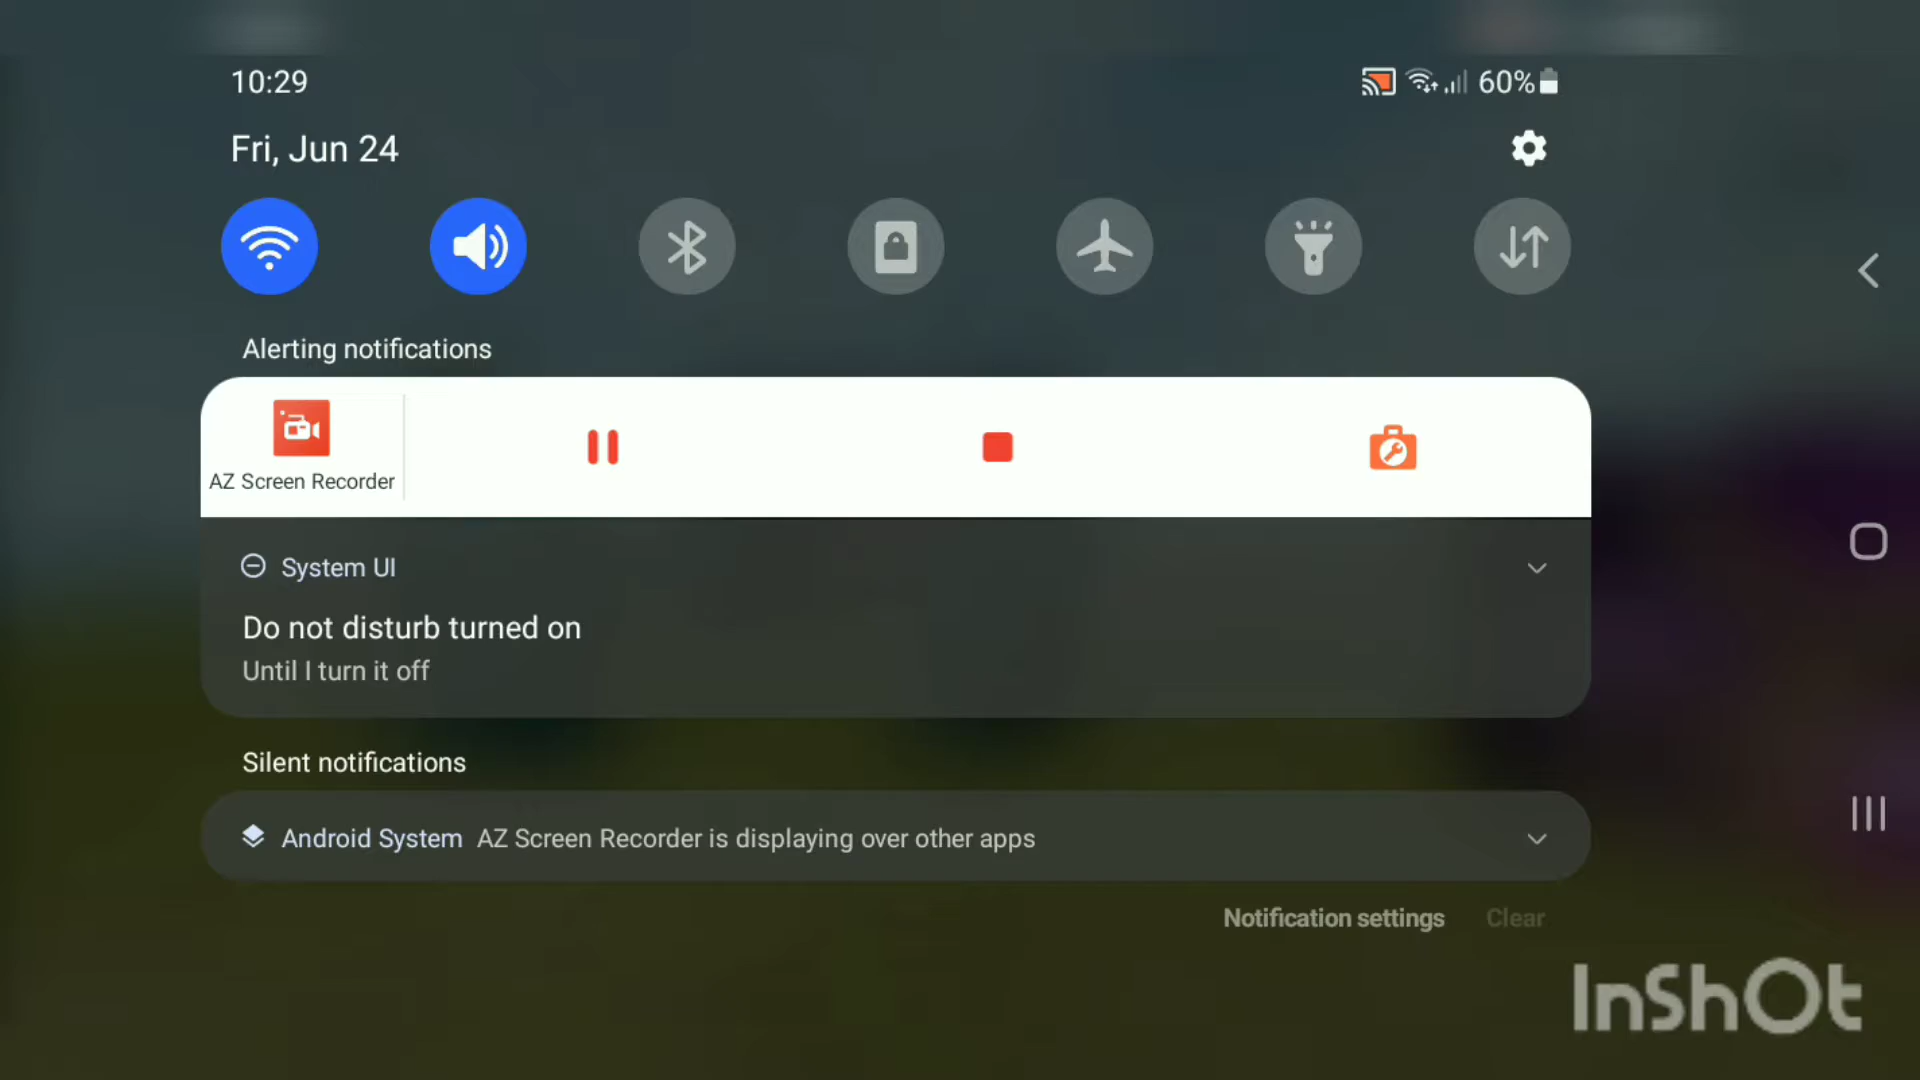 10:29
60%
Fri, Jun 24
Alerting notifications
AZ Screen Recorder
System UI
Do not disturb turned on
Until I turn it off
Silent notifications
Android System AZ Screen Recorder is displaying over other apps
Notification settings Clear
InShOt